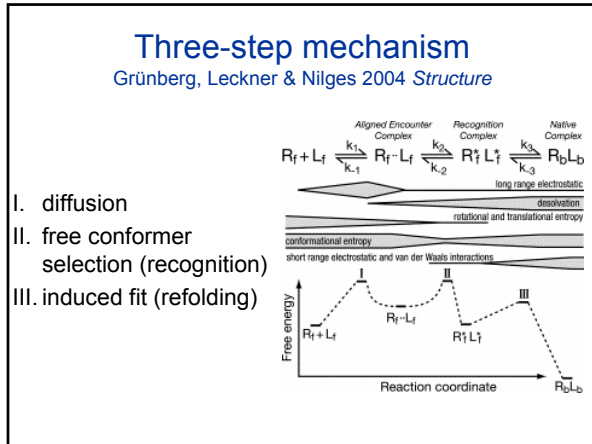 Three-step mechanism
Grünberg, Leckner & Nilges 2004 Structure
I. diffusion
II. free conformer
selection (recognition)
III. induced fit (refolding)
Aligned Encounter Complex
Recognition Complex
Native Complex
Rf + Lf k1 k-1 Rf··Lf k2 k-2 R*f L*f k3 k-3 RbLb
long range electrostatic
desolvation
rotational and translational entropy
conformational entropy
short range electrostatic and van der Waals interactions
I II III
Free energy
Rf + Lf
Rf··Lf
R*f L*f
RbLb
Reaction coordinate